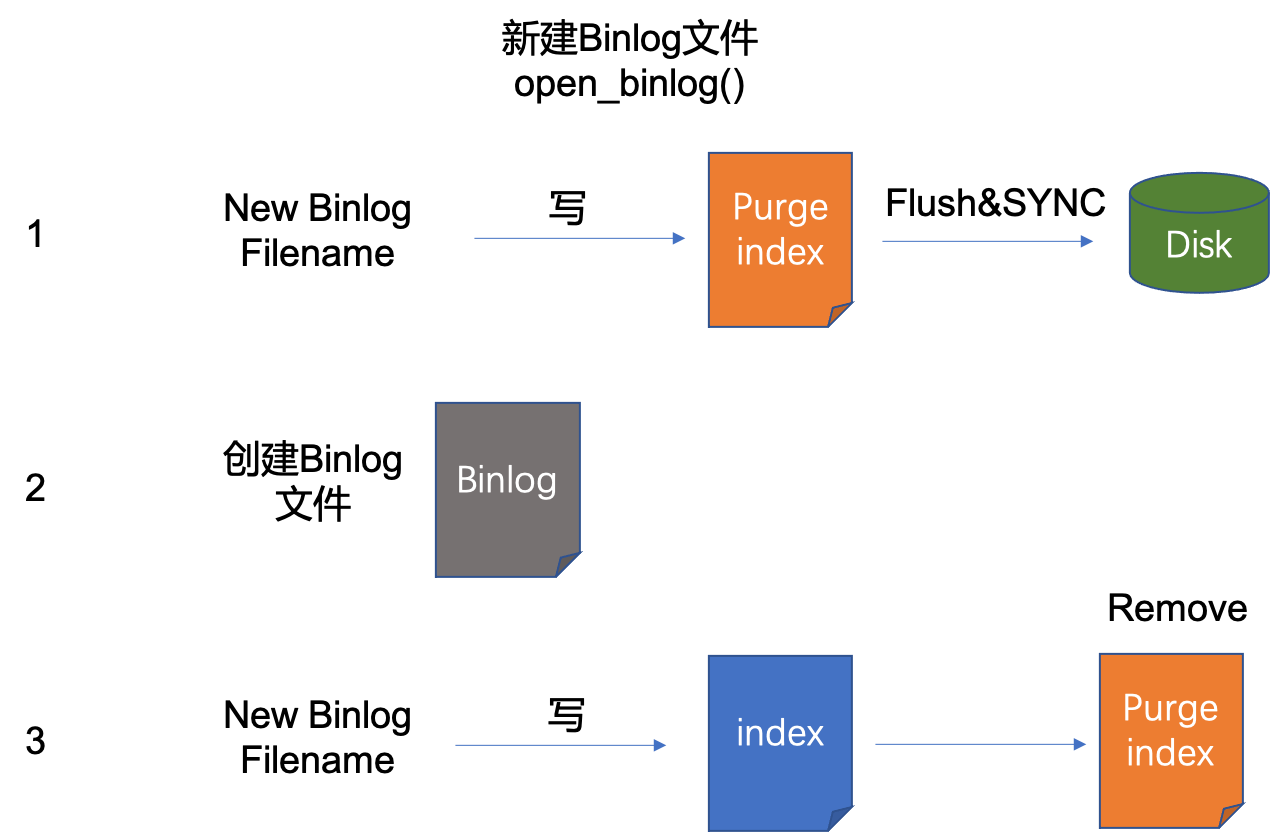 新建Binlog文件
open_binlog()
1
New Binlog
Filename
写
Purge
index
Flush&SYNC
Disk
2
创建Binlog
文件
Binlog
3
New Binlog
Filename
写
index
Remove
Purge
index